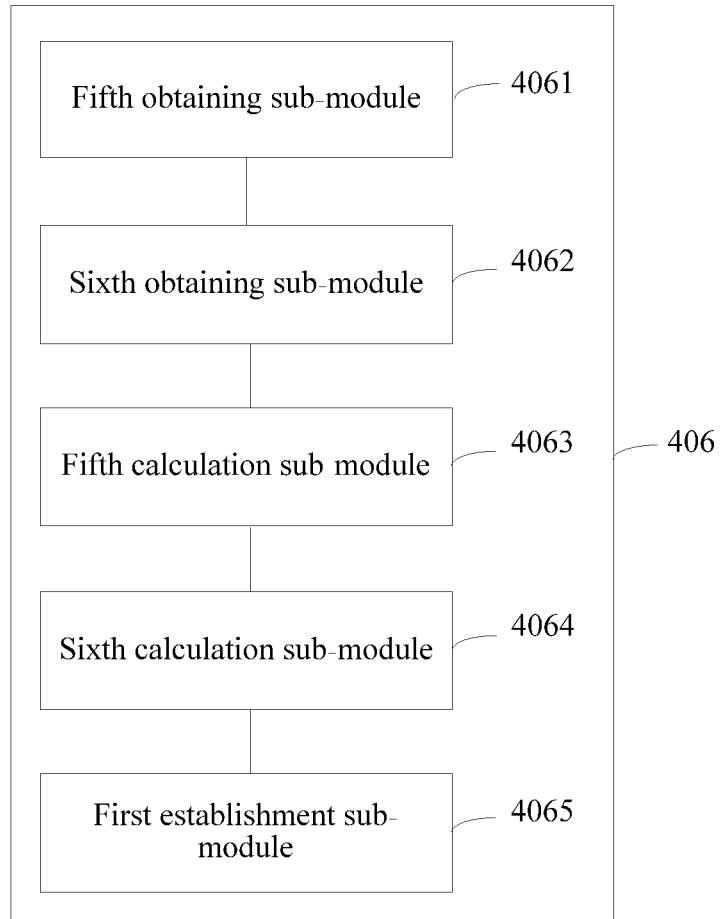 Fifth obtaining sub-module
4061
Sixth obtaining sub-module
4062
Fifth calculation sub module
4063
406
Sixth calculation sub-module
4064
First establishment sub-
module
4065